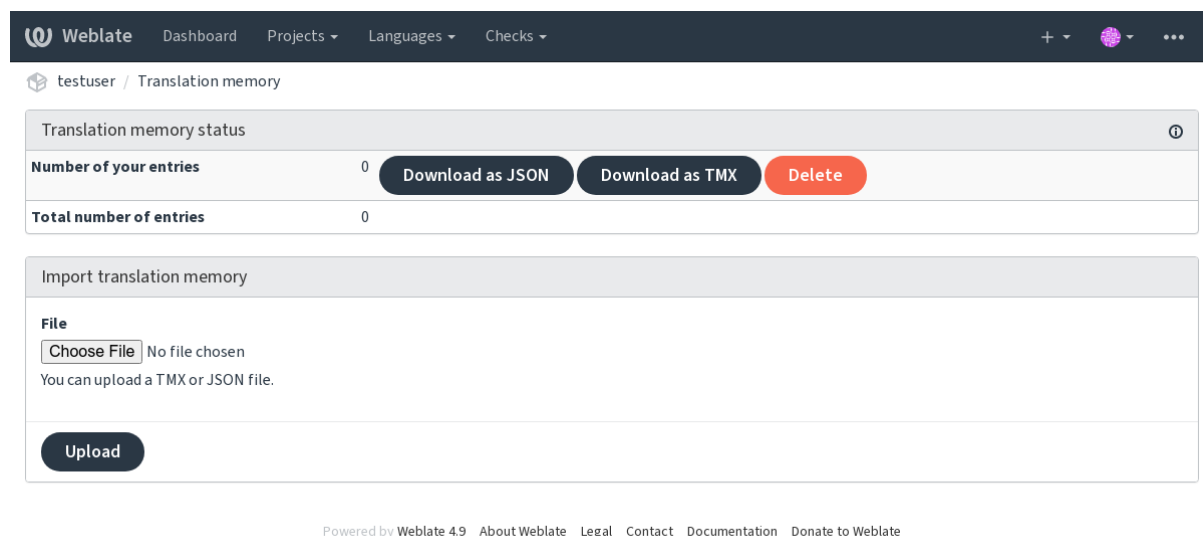 Weblate Dashboard Projects Languages Checks
testuser / Translation memory
Translation memory status
Number of your entries 0 Download as JSON Download as TMX Delete
Total number of entries 0
Import translation memory
File
Choose File No file chosen
You can upload a TMX or JSON file.
Upload
Powered by Weblate 4.9 About Weblate Legal Contact Documentation Donate to Weblate